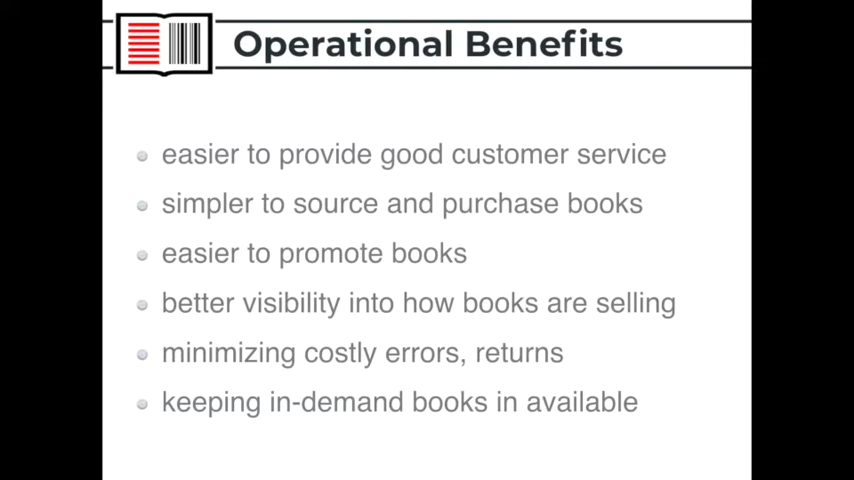 Operational Benefits
easier to provide good customer service
simpler to source and purchase books
easier to promote books
better visibility into how books are selling
minimizing costly errors, returns
keeping in-demand books in available